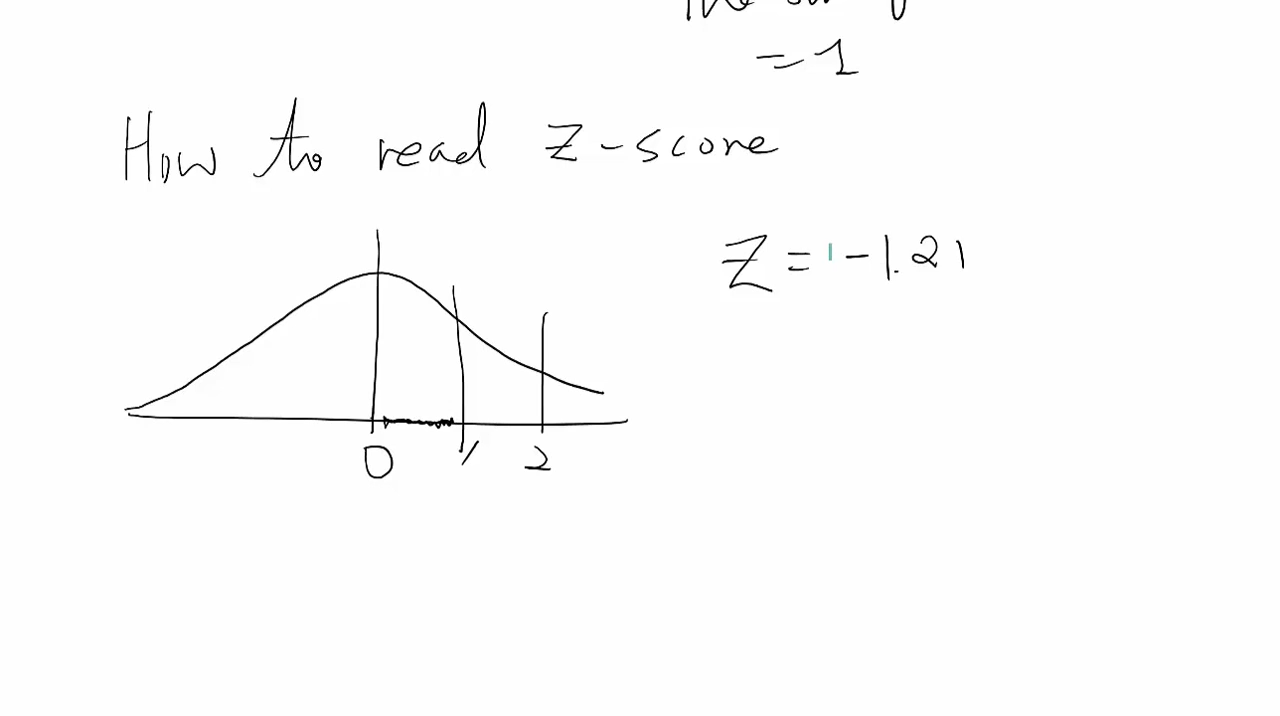 = 1
How to read z-score
Z = -1.21
0 1 2